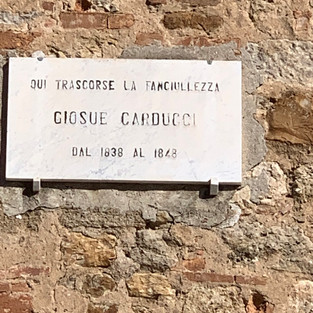 QUI TRASCORSE LA FANCIULLEZZA
GIOSUE CARDUCCI
DAL 1838 AL 1848